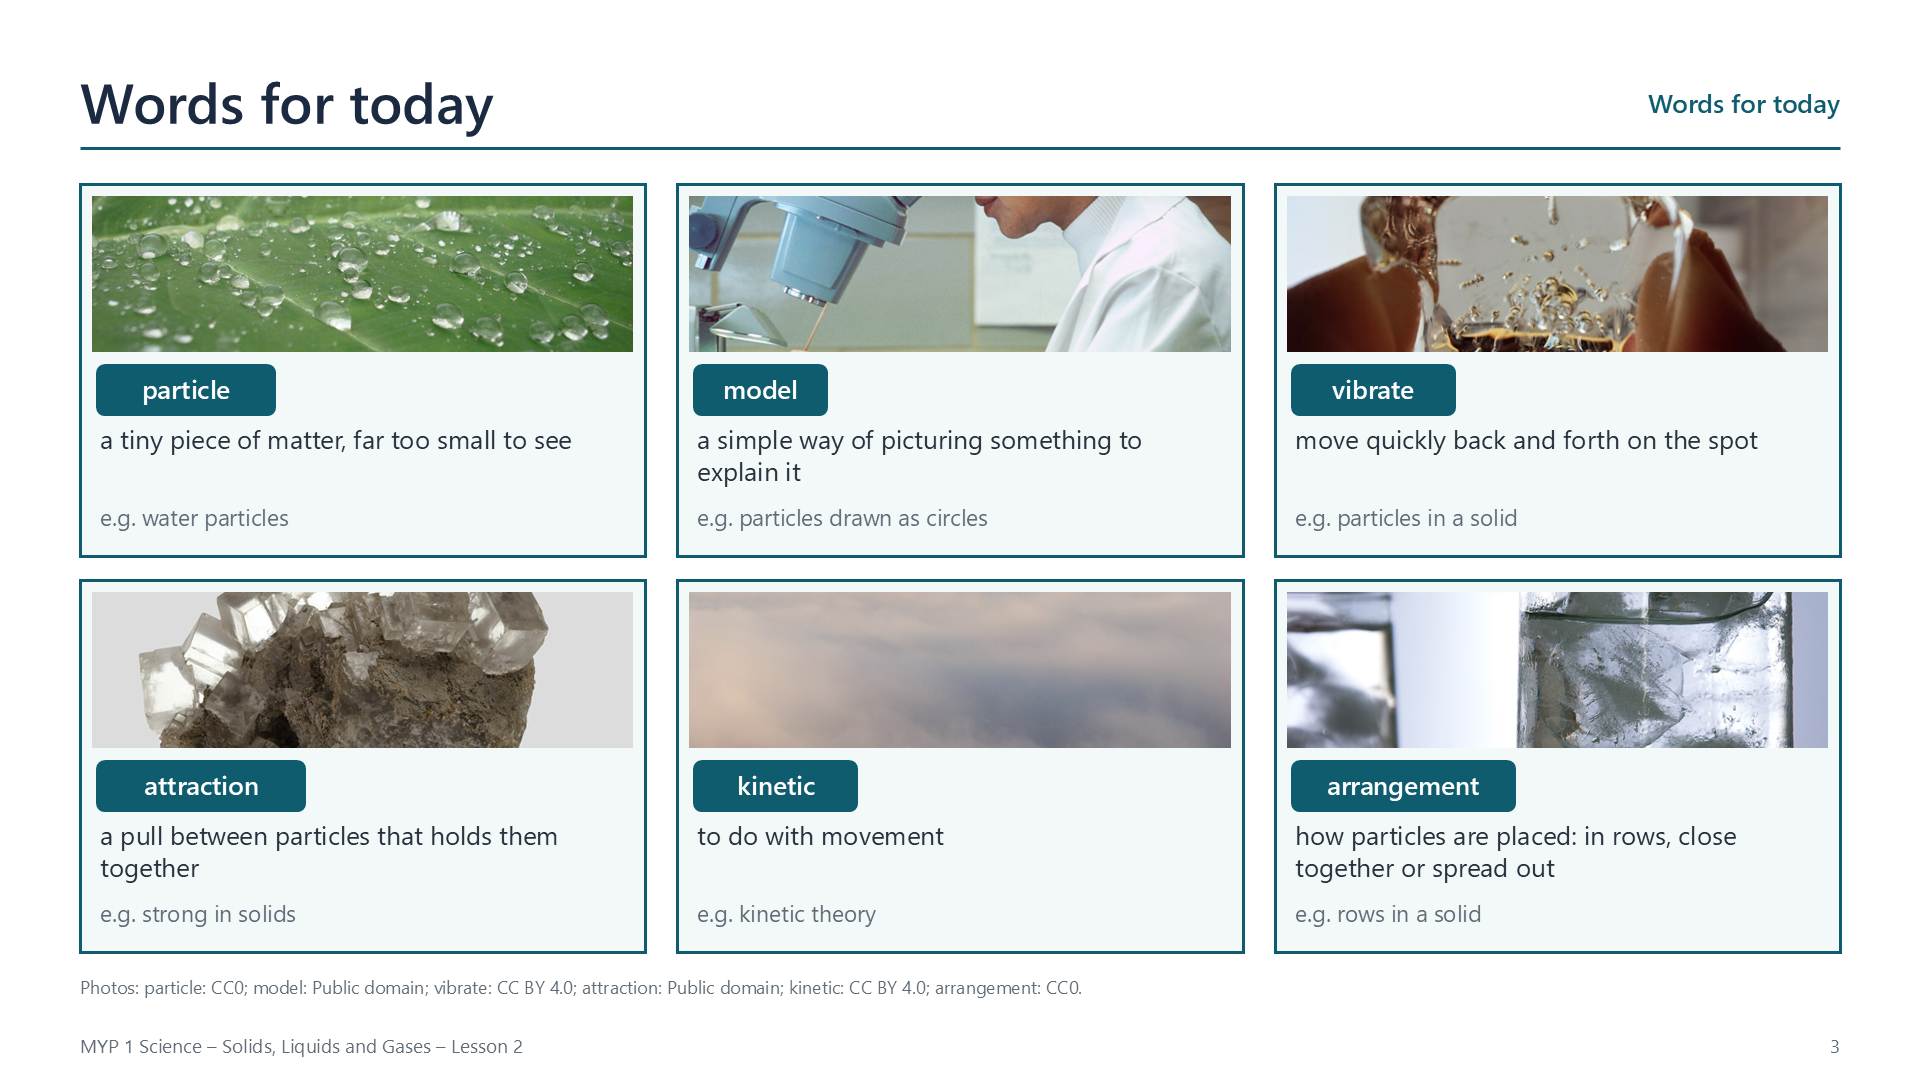 Words for today
Words for today
particle
a tiny piece of matter, far too small to see
e.g. water particles
model
a simple way of picturing something to
explain it
e.g. particles drawn as circles
vibrate
move quickly back and forth on the spot
e.g. particles in a solid
attraction
a pull between particles that holds them
together
e.g. strong in solids
kinetic
to do with movement
e.g. kinetic theory
arrangement
how particles are placed: in rows, close
together or spread out
e.g. rows in a solid
Photos: particle: CC0; model: Public domain; vibrate: CC BY 4.0; attraction: Public domain; kinetic: CC BY 4.0; arrangement: CC0.
MYP 1 Science – Solids, Liquids and Gases – Lesson 2
3